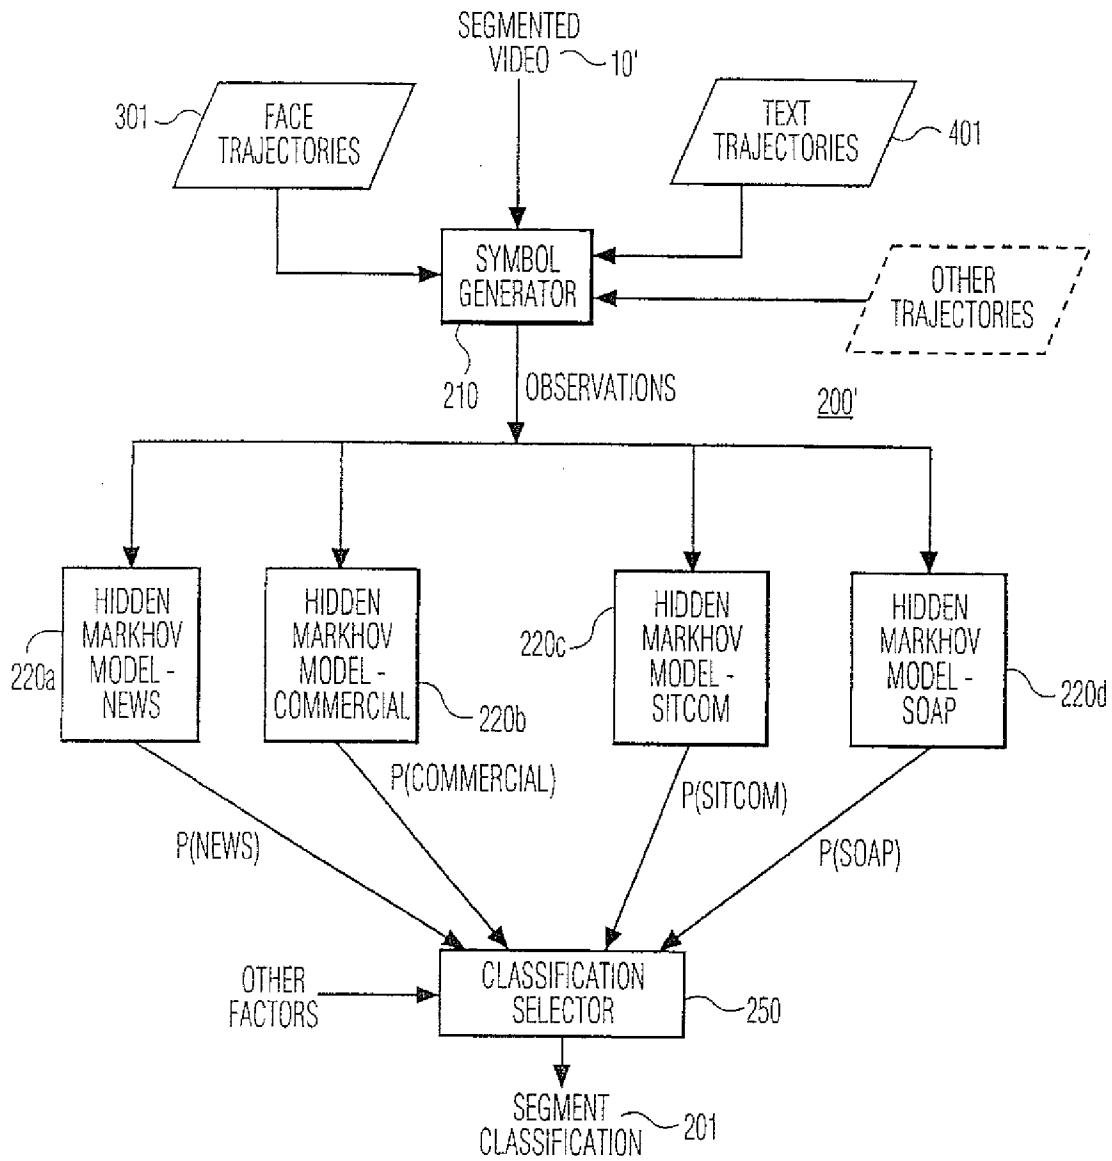 SEGMENTED
VIDEO
10'
301
FACE
TRAJECTORIES
TEXT
TRAJECTORIES
401
SYMBOL
GENERATOR
OTHER
TRAJECTORIES
210
OBSERVATIONS
200'
HIDDEN
MARKHOV
MODEL-
NEWS
220a
HIDDEN
MARKHOV
MODEL-
COMMERCIAL
220b
HIDDEN
MARKHOV
MODEL-
SITCOM
220c
HIDDEN
MARKHOV
MODEL-
SOAP
220d
P(NEWS)
P(COMMERCIAL)
P(SITCOM)
P(SOAP)
OTHER
FACTORS
CLASSIFICATION
SELECTOR
250
SEGMENT
CLASSIFICATION
201